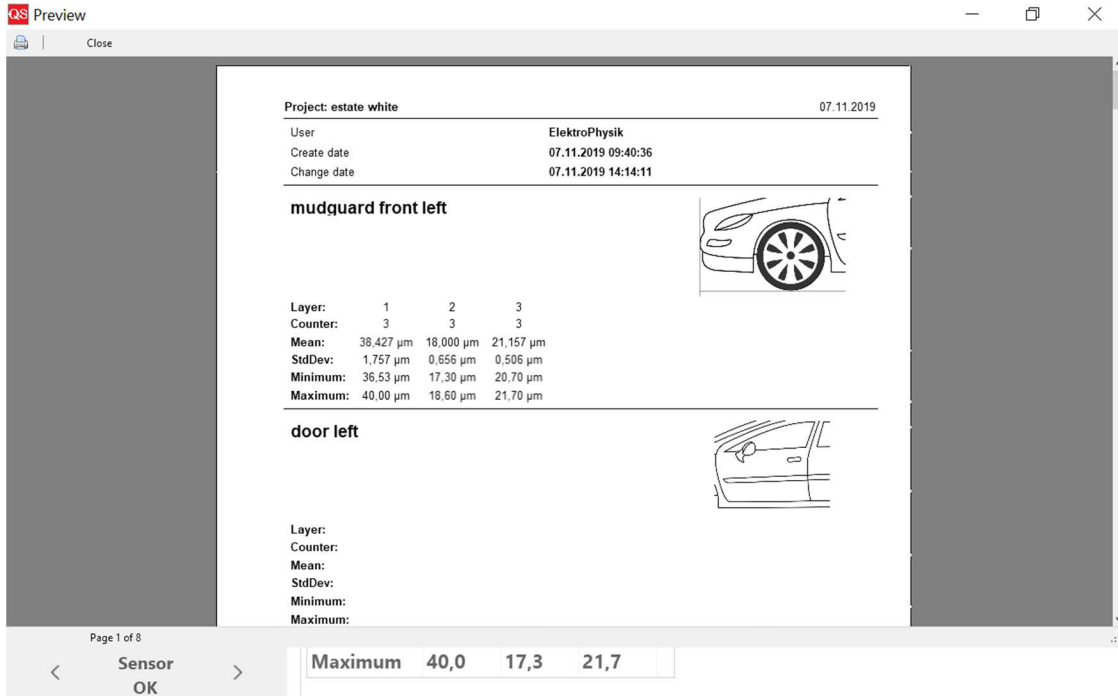 QS Preview
Close
Project: estate white 07.11.2019
User ElektroPhysik
Create date 07.11.2019 09:40:36
Change date 07.11.2019 14:14:11
mudguard front left
Layer: 1 2 3
Counter: 3 3 3
Mean: 38,427 µm 18,000 µm 21,157 µm
StdDev: 1,757 µm 0,656 µm 0,506 µm
Minimum: 36,53 µm 17,30 µm 20,70 µm
Maximum: 40,00 µm 18,60 µm 21,70 µm
door left
Layer:
Counter:
Mean:
StdDev:
Minimum:
Maximum:
Page 1 of 8
Sensor
OK
Maximum 40,0 17,3 21,7